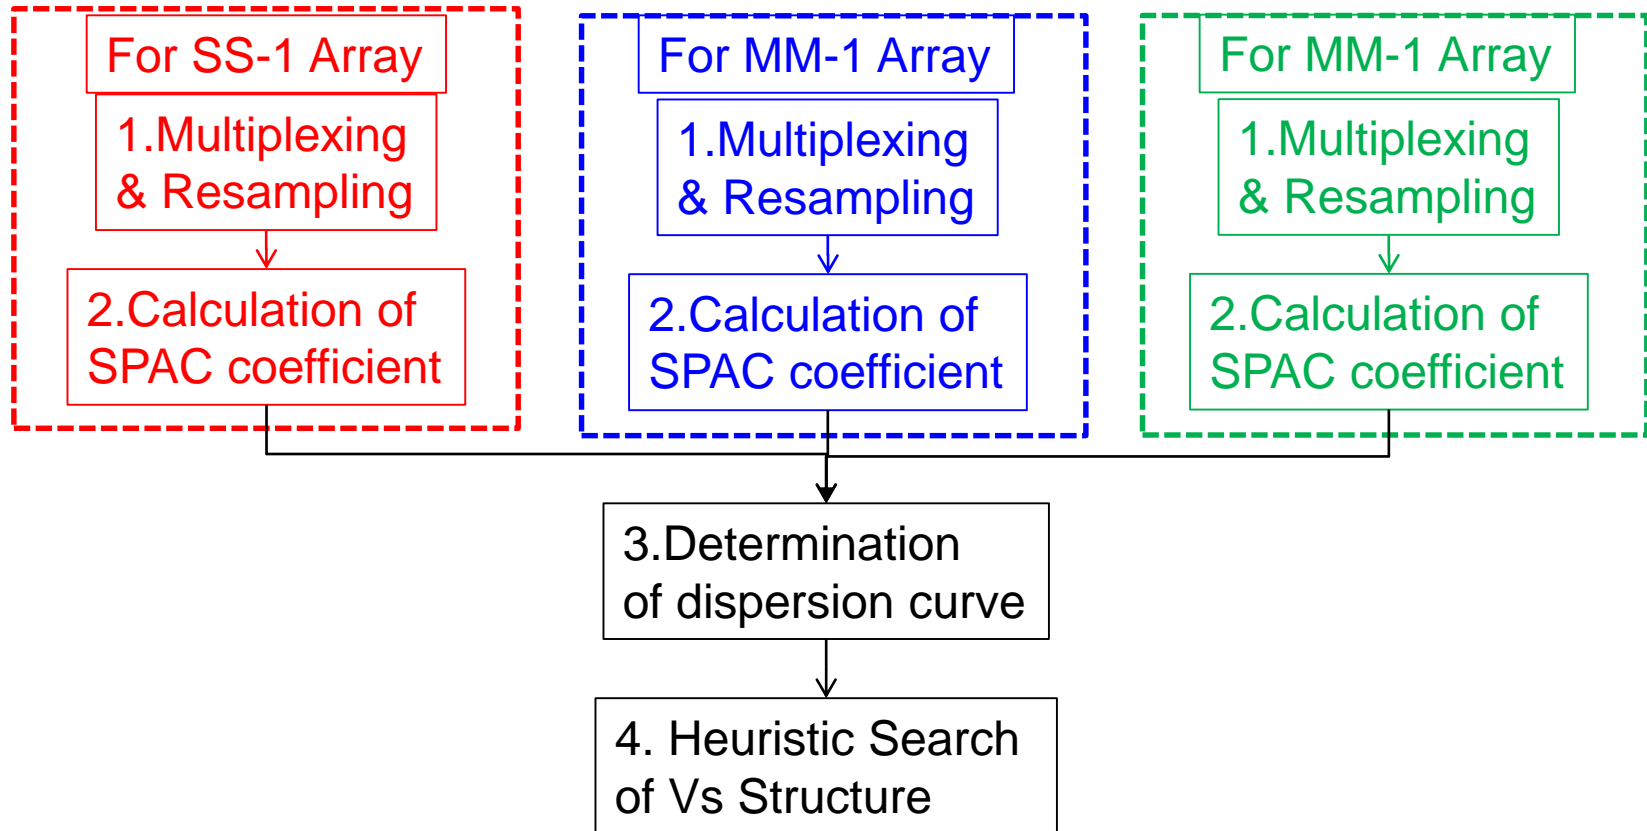 For SS-1 Array
1.Multiplexing
& Resampling
2.Calculation of
SPAC coefficient
For MM-1 Array
1.Multiplexing
& Resampling
2.Calculation of
SPAC coefficient
For MM-1 Array
1.Multiplexing
& Resampling
2.Calculation of
SPAC coefficient
3.Determination
of dispersion curve
4. Heuristic Search
of Vs Structure